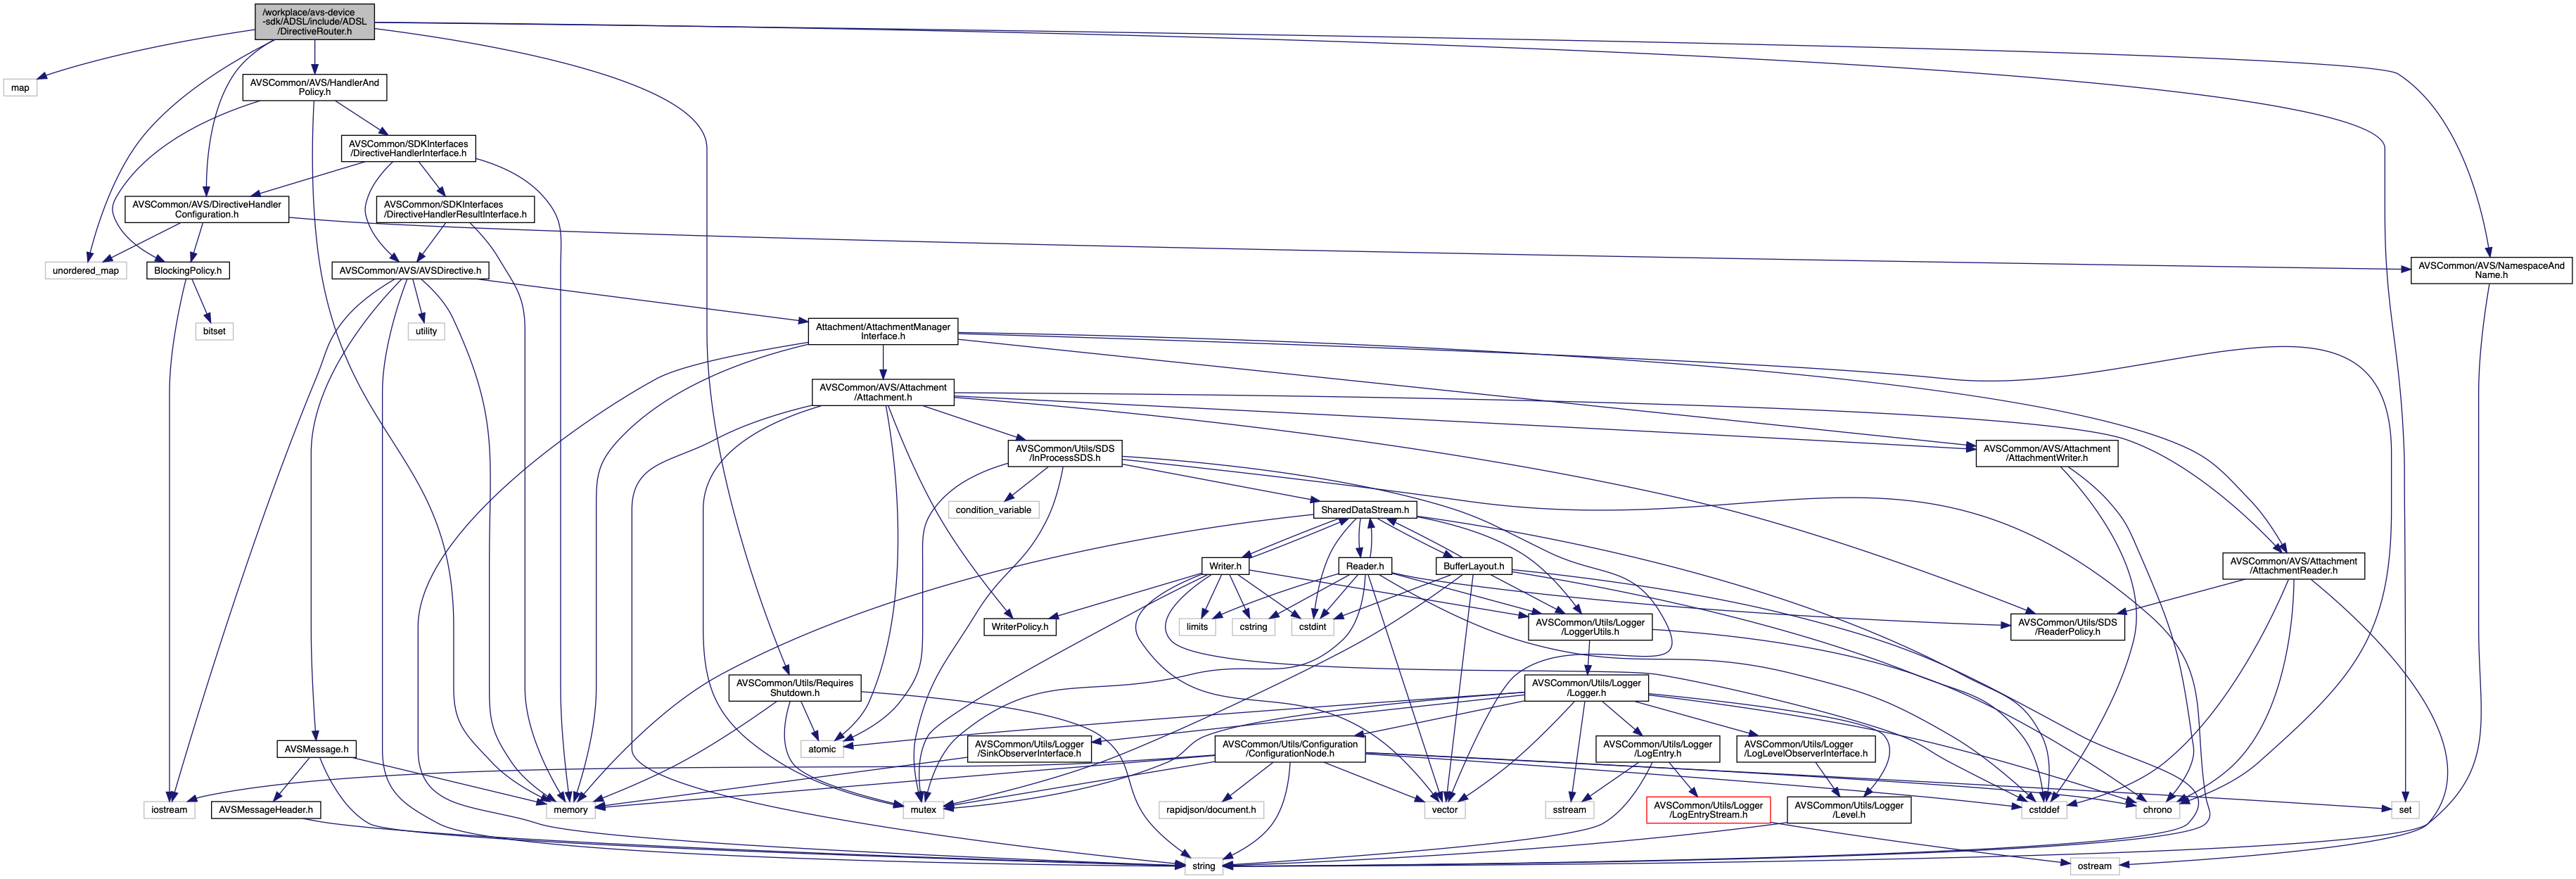 /workplace/avs-device
-sdk/ADSL/include/ADSL
/DirectiveRouter.h
map
AVSCommon/AVS/HandlerAnd
Policy.h
AVSCommon/SDKInterfaces
/DirectiveHandlerInterface.h
AVSCommon/AVS/DirectiveHandler
Configuration.h
AVSCommon/SDKInterfaces
/DirectiveHandlerResultInterface.h
unordered_map
BlockingPolicy.h
AVSCommon/AVS/AVSDirective.h
AVSCommon/AVS/NamespaceAnd
Name.h
bitset
utility
Attachment/AttachmentManager
Interface.h
AVSCommon/AVS/Attachment
/Attachment.h
AVSCommon/Utils/SDS
/InProcessSDS.h
AVSCommon/AVS/Attachment
/AttachmentWriter.h
condition_variable
SharedDataStream.h
Writer.h
Reader.h
BufferLayout.h
AVSCommon/AVS/Attachment
/AttachmentReader.h
WriterPolicy.h
limits
cstring
cstdint
AVSCommon/Utils/Logger
/LoggerUtils.h
AVSCommon/Utils/SDS
/ReaderPolicy.h
AVSCommon/Utils/Requires
Shutdown.h
AVSCommon/Utils/Logger
/Logger.h
AVSMessage.h
atomic
AVSCommon/Utils/Logger
/SinkObserverInterface.h
AVSCommon/Utils/Configuration
/ConfigurationNode.h
AVSCommon/Utils/Logger
/LogEntry.h
AVSCommon/Utils/Logger
/LogLevelObserverInterface.h
iostream
AVSMessageHeader.h
memory
mutex
rapidjson/document.h
vector
sstream
AVSCommon/Utils/Logger
/LogEntryStream.h
AVSCommon/Utils/Logger
/Level.h
cstddef
chrono
set
string
ostream